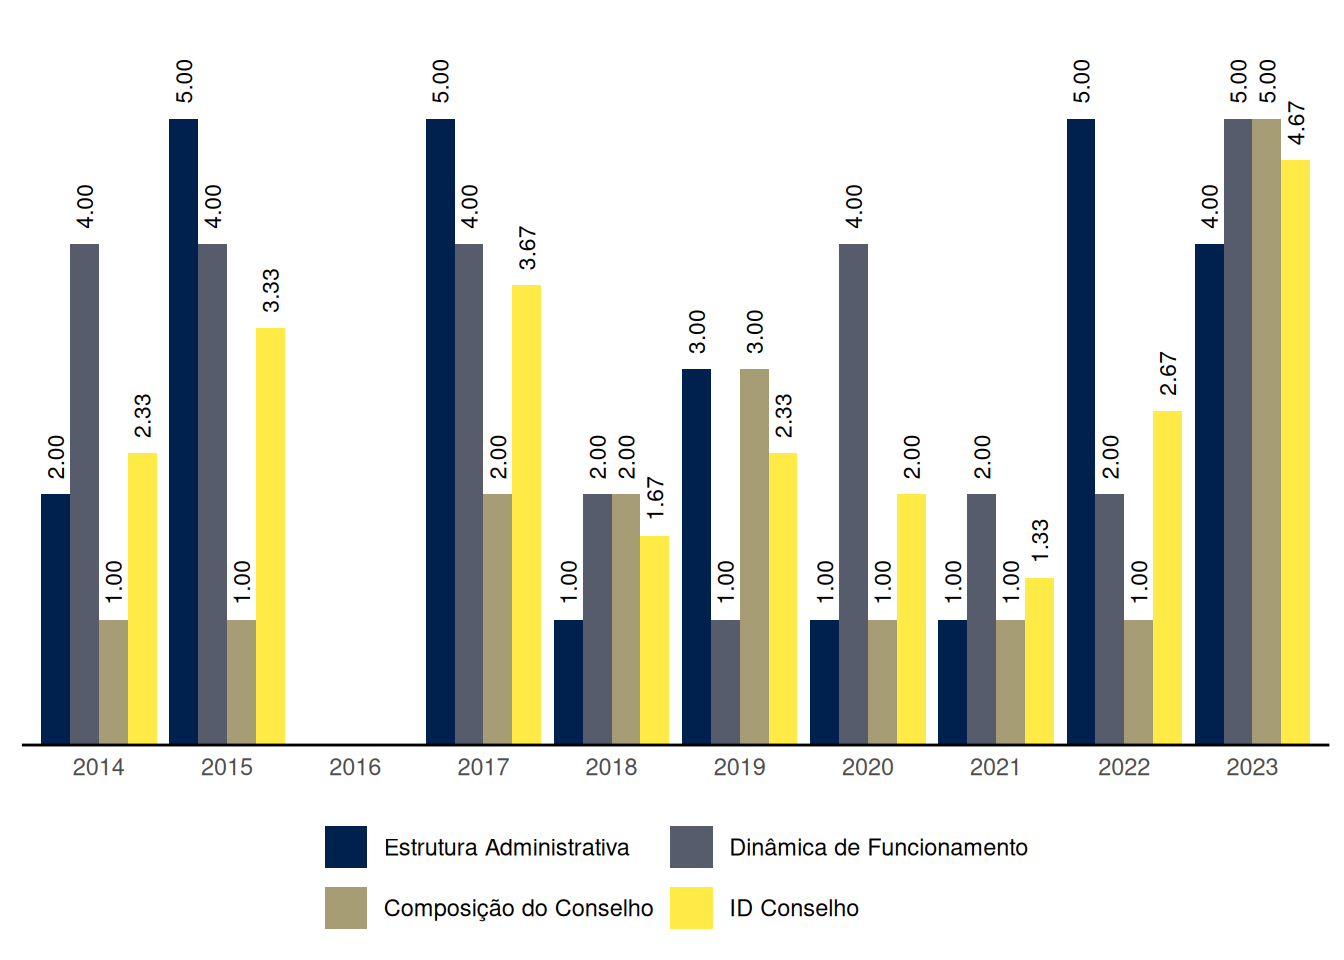 2.00 4.00 1.00 2.33
5.00 4.00 1.00 3.33
5.00 4.00 2.00 3.67
1.00 2.00 2.00 1.67
3.00 1.00 3.00 2.33
1.00 4.00 1.00 2.00
1.00 2.00 1.00 1.33
5.00 2.00 1.00 2.67
4.00 5.00 5.00 4.67
2014 2015 2016 2017 2018 2019 2020 2021 2022 2023
Estrutura Administrativa Dinâmica de Funcionamento
Composição do Conselho ID Conselho